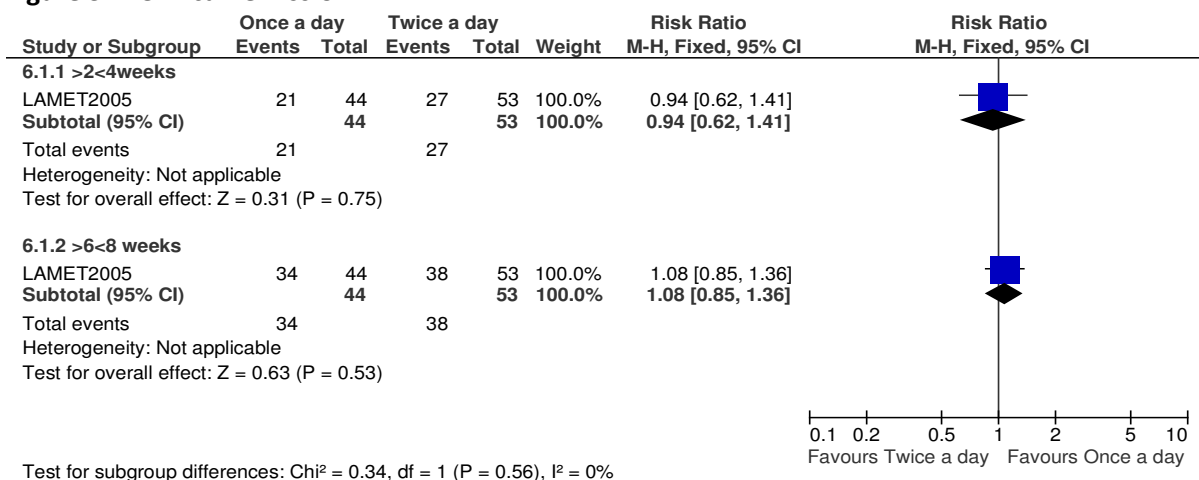 Once a day Twice a day Risk Ratio Risk Ratio
Study or Subgroup Events Total Events Total Weight M-H, Fixed, 95% CI M-H, Fixed, 95% CI
6.1.1 >2<4weeks
LAMET2005 21 44 27 53 100.0% 0.94 [0.62, 1.41]
Subtotal (95% CI) 44 53 100.0% 0.94 [0.62, 1.41]
Total events 21 27
Heterogeneity: Not applicable
Test for overall effect: Z = 0.31 (P = 0.75)
6.1.2 >6<8 weeks
LAMET2005 34 44 38 53 100.0% 1.08 [0.85, 1.36]
Subtotal (95% CI) 44 53 100.0% 1.08 [0.85, 1.36]
Total events 34 38
Heterogeneity: Not applicable
Test for overall effect: Z = 0.63 (P = 0.53)
0.1 0.2 0.5 1 2 5 10
Favours Twice a day Favours Once a day
Test for subgroup differences: Chi² = 0.34, df = 1 (P = 0.56), I² = 0%